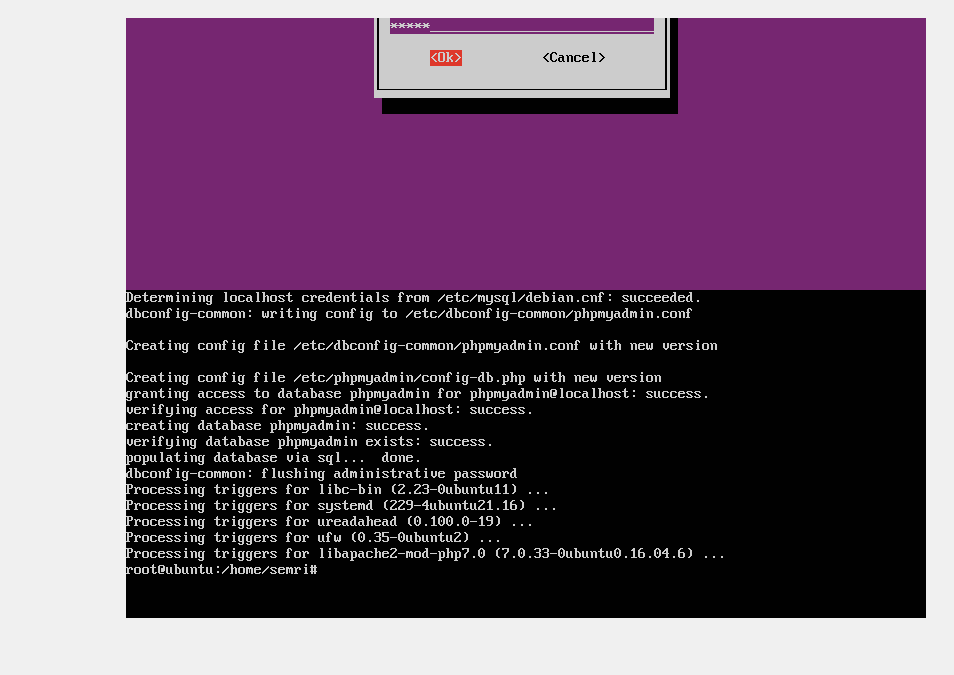 *****
<Ok> <Cancel>
Determining localhost credentials from /etc/mysql/debian.cnf: succeeded.
dbconfig-common: writing config to /etc/dbconfig-common/phpmyadmin.conf
Creating config file /etc/dbconfig-common/phpmyadmin.conf with new version
Creating config file /etc/phpmyadmin/config-db.php with new version
granting access to database phpmyadmin for phpmyadmin@localhost: success.
verifying access for phpmyadmin@localhost: success.
creating database phpmyadmin: success.
verifying database phpmyadmin exists: success.
populating database via sql...  done.
dbconfig-common: flushing administrative password
Processing triggers for libc-bin (2.23-0ubuntu11) ...
Processing triggers for systemd (229-4ubuntu21.16) ...
Processing triggers for ureadahead (0.100.0-19) ...
Processing triggers for ufw (0.35-0ubuntu2) ...
Processing triggers for libapache2-mod-php7.0 (7.0.33-0ubuntu0.16.04.6) ...
root@ubuntu:/home/semri#